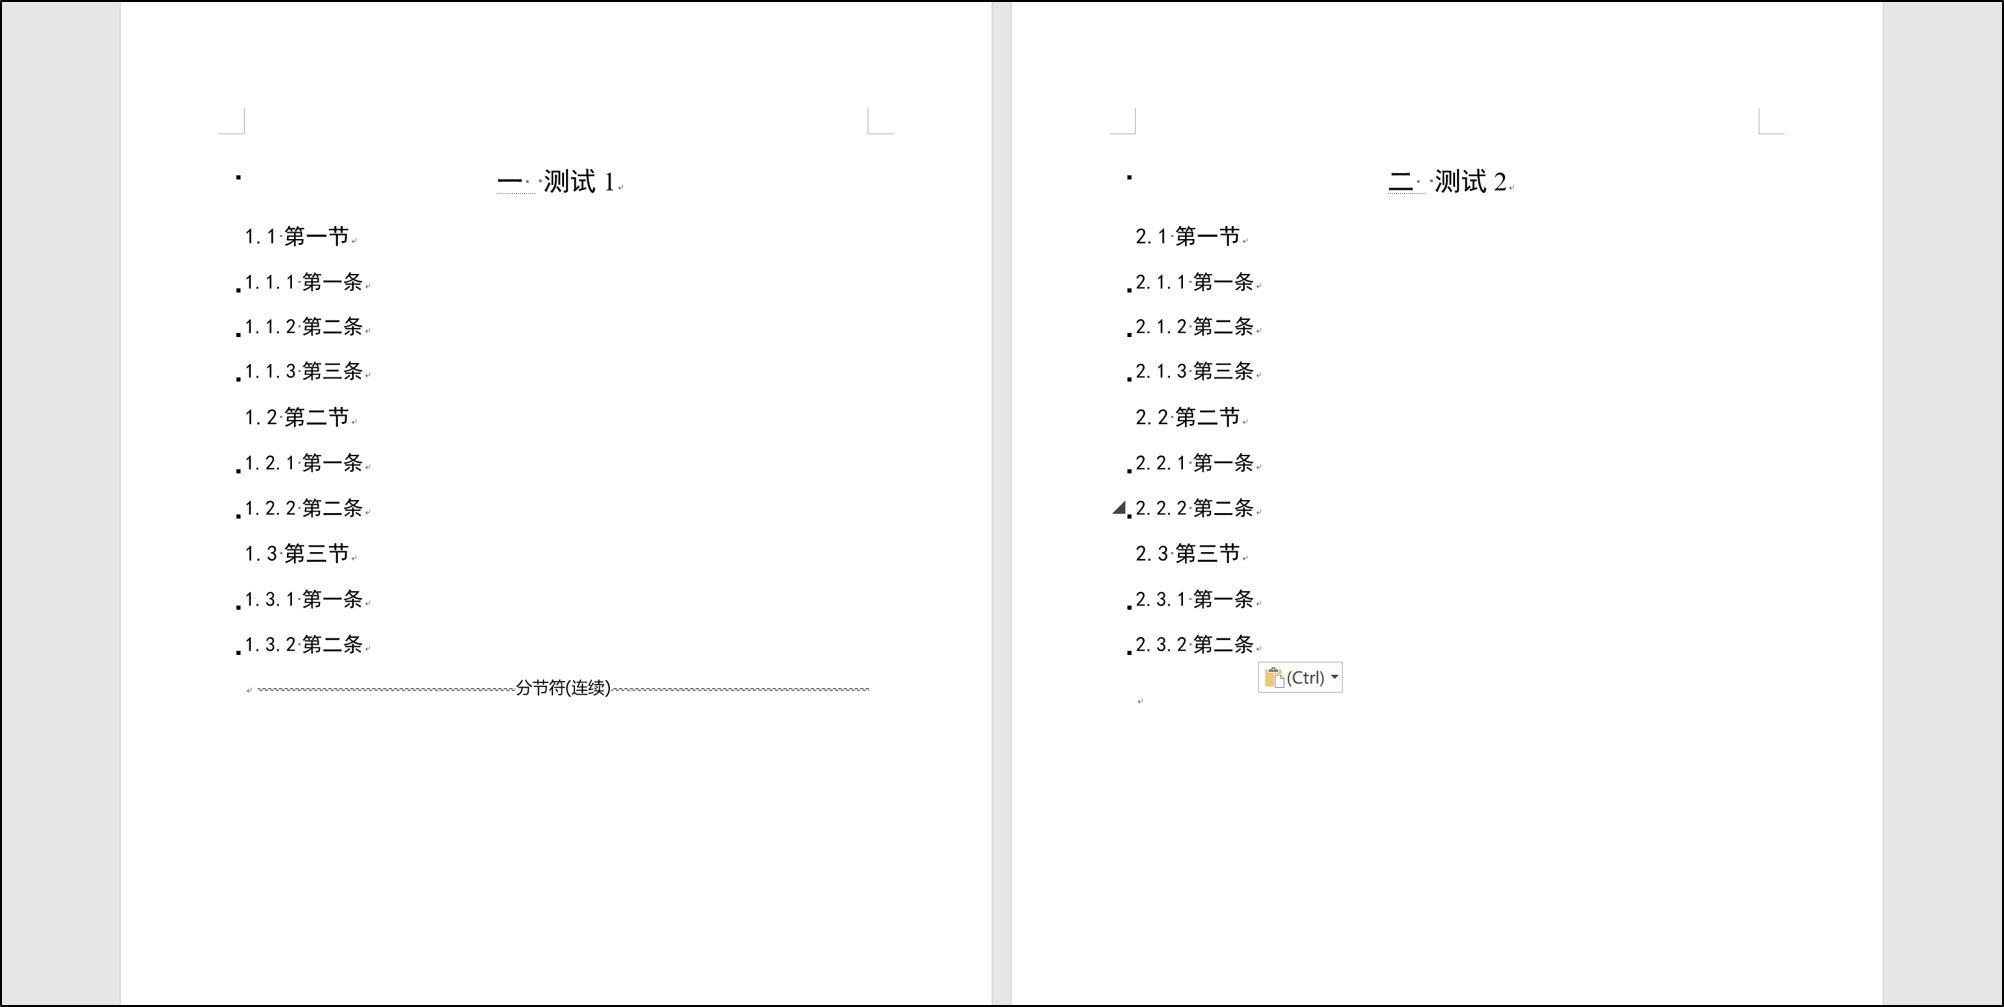 一 测试 1
1.1 第一节
1.1.1 第一条
1.1.2 第二条
1.1.3 第三条
1.2 第二节
1.2.1 第一条
1.2.2 第二条
1.3 第三节
1.3.1 第一条
1.3.2 第二条
分节符(连续)
二 测试 2
2.1 第一节
2.1.1 第一条
2.1.2 第二条
2.1.3 第三条
2.2 第二节
2.2.1 第一条
2.2.2 第二条
2.3 第三节
2.3.1 第一条
2.3.2 第二条
(Ctrl)